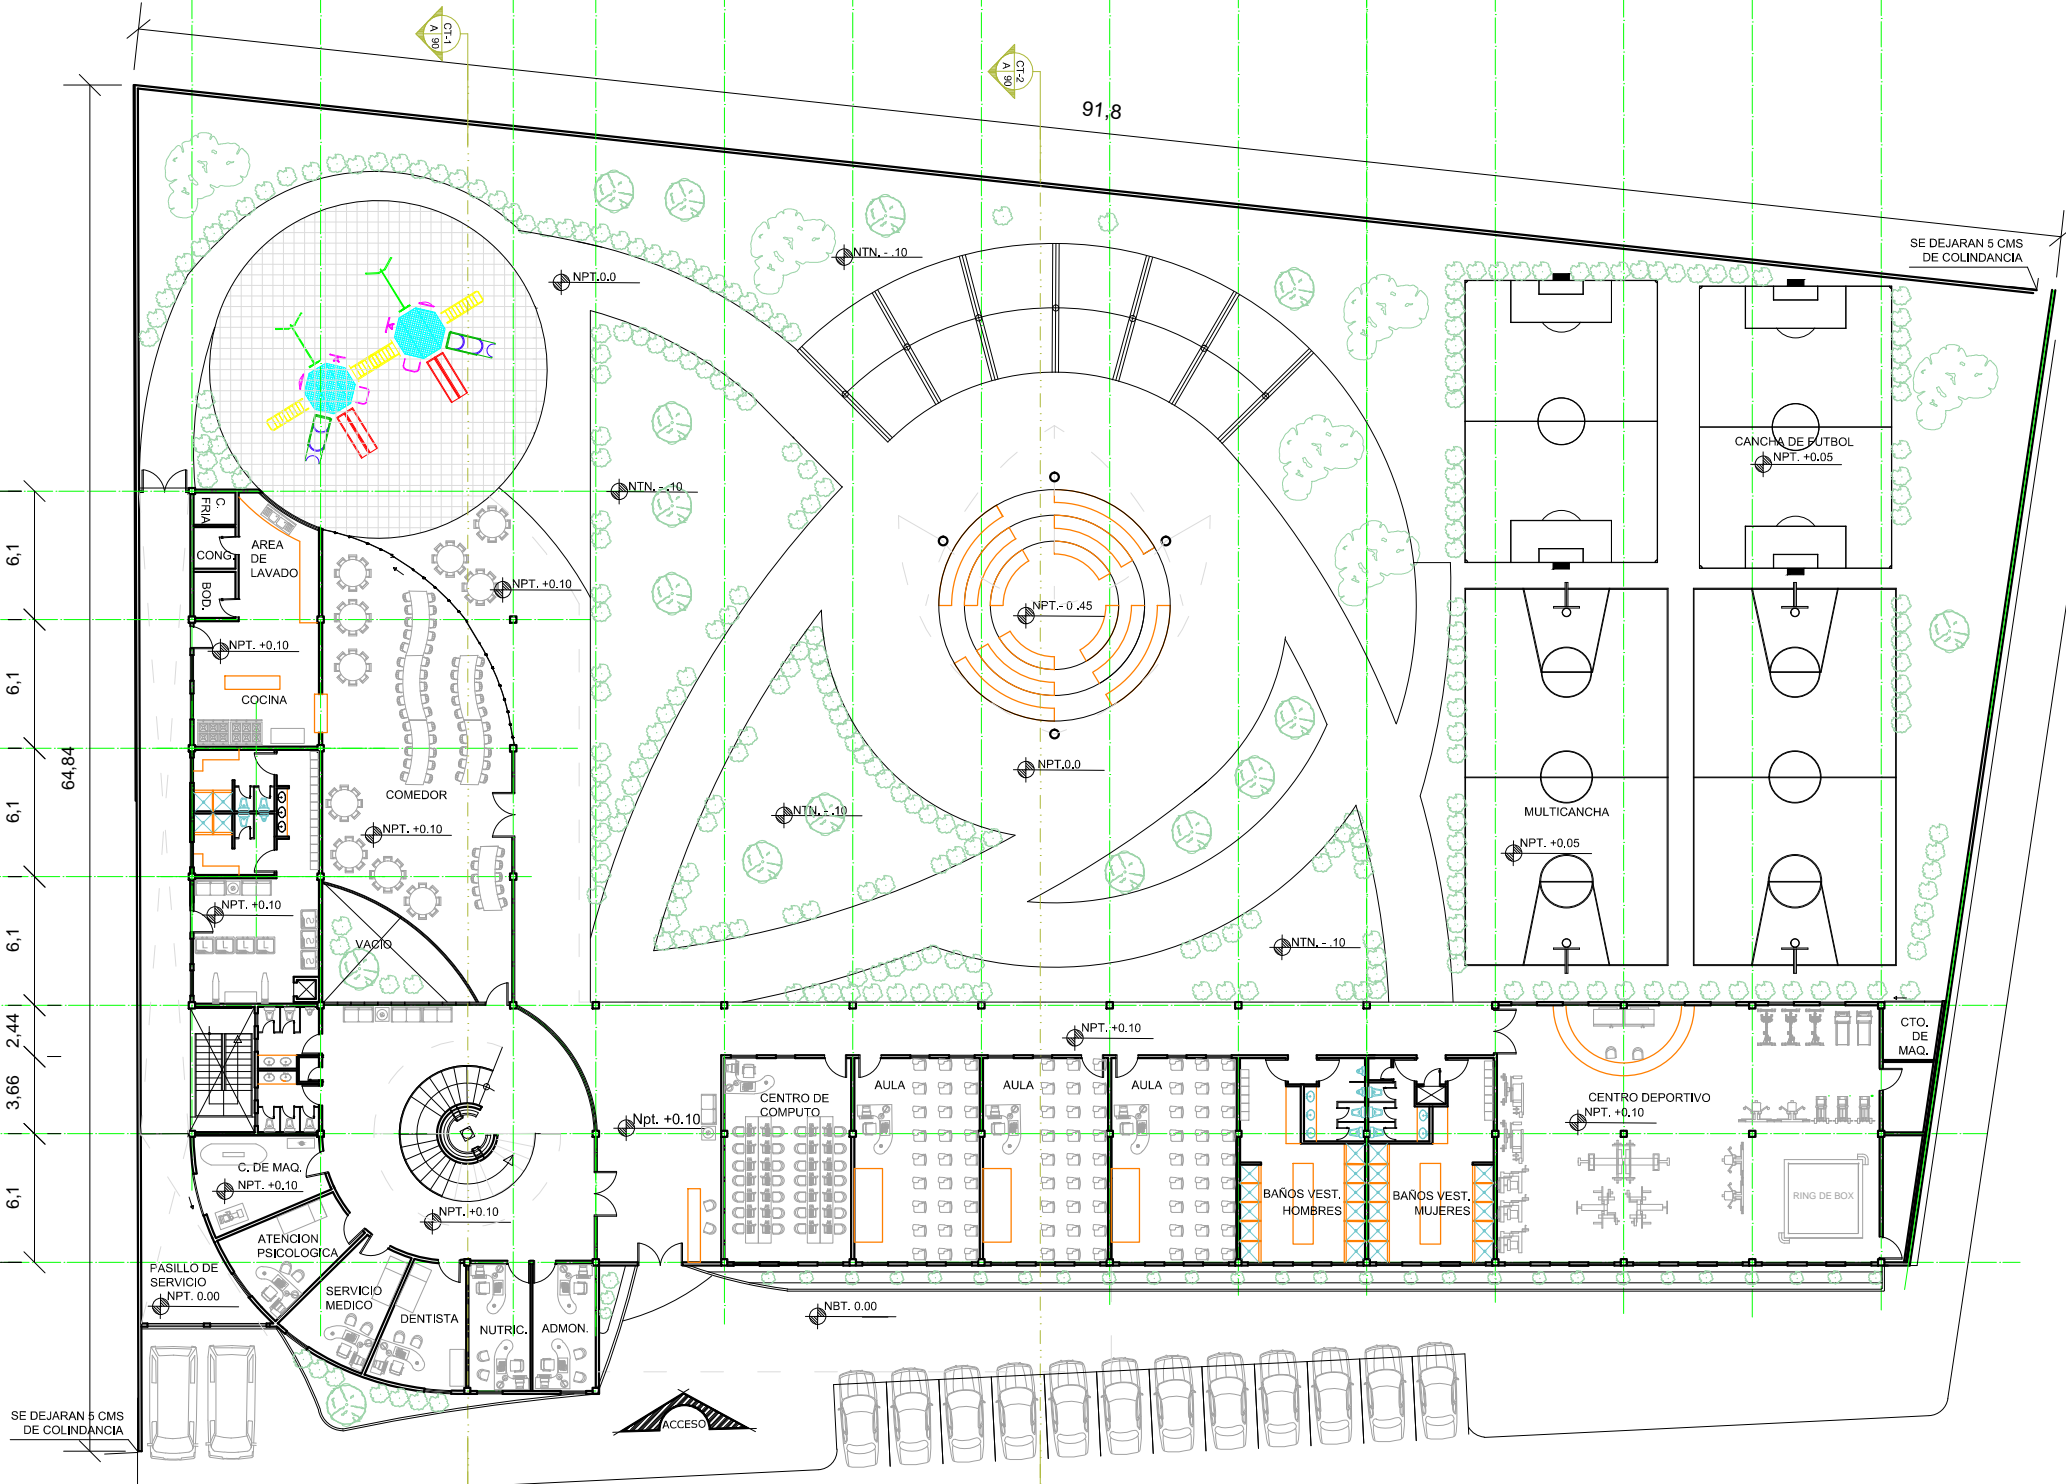 CT-1
A 90
CT-2
A 90
91,8
SE DEJARAN 5 CMS
DE COLINDANCIA
NTN. - .10
NPT.0.0
CANCHA DE FUTBOL
NPT. +0.05
NTN. - .10
C.
FRIA
AREA
DE
LAVADO
CONG.
BOD.
6,1
NPT. +0.10
NPT.- 0 .45
NPT. +0.10
COCINA
6,1
64,84
NPT.0.0
COMEDOR
NPT. +0.10
6,1
NTN. - .10
MULTICANCHA
NPT. +0.05
NPT. +0.10
VACIO
6,1
NTN. - .10
2,44
NPT. +0.10
CTO.
DE
MAQ.
3,66
CENTRO DE
COMPUTO
AULA
AULA
AULA
CENTRO DEPORTIVO
NPT. +0.10
Npt. +0.10
6,1
C. DE MAQ.
NPT. +0.10
NPT. +0.10
BAÑOS VEST.
HOMBRES
BAÑOS VEST.
MUJERES
RING DE BOX
ATENCION
PSICOLOGICA
PASILLO DE
SERVICIO
NPT. 0.00
SERVICIO
MEDICO
DENTISTA
NUTRIC.
ADMON.
NBT. 0.00
SE DEJARAN 5 CMS
DE COLINDANCIA
ACCESO